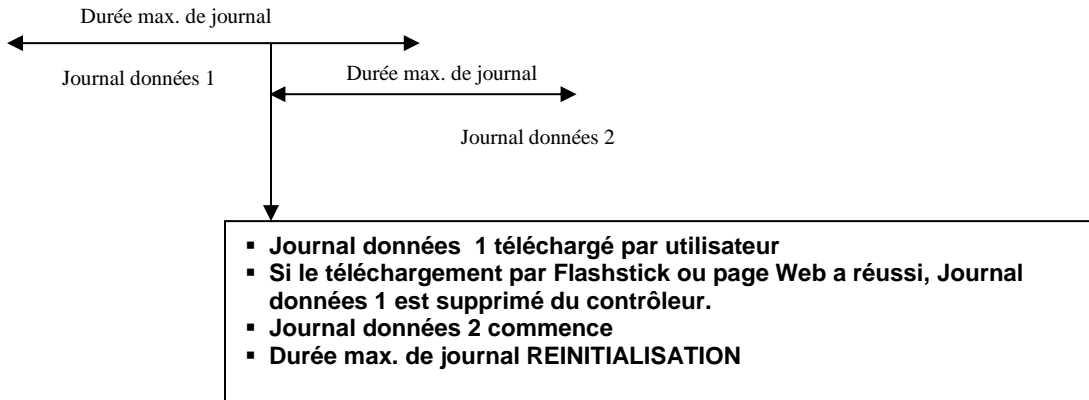 Durée max. de journal
Journal données 1
Durée max. de journal
Journal données 2
▪ Journal données 1 téléchargé par utilisateur
▪ Si le téléchargement par Flashstick ou page Web a réussi, Journal
données 1 est supprimé du contrôleur.
▪ Journal données 2 commence
▪ Durée max. de journal REINITIALISATION